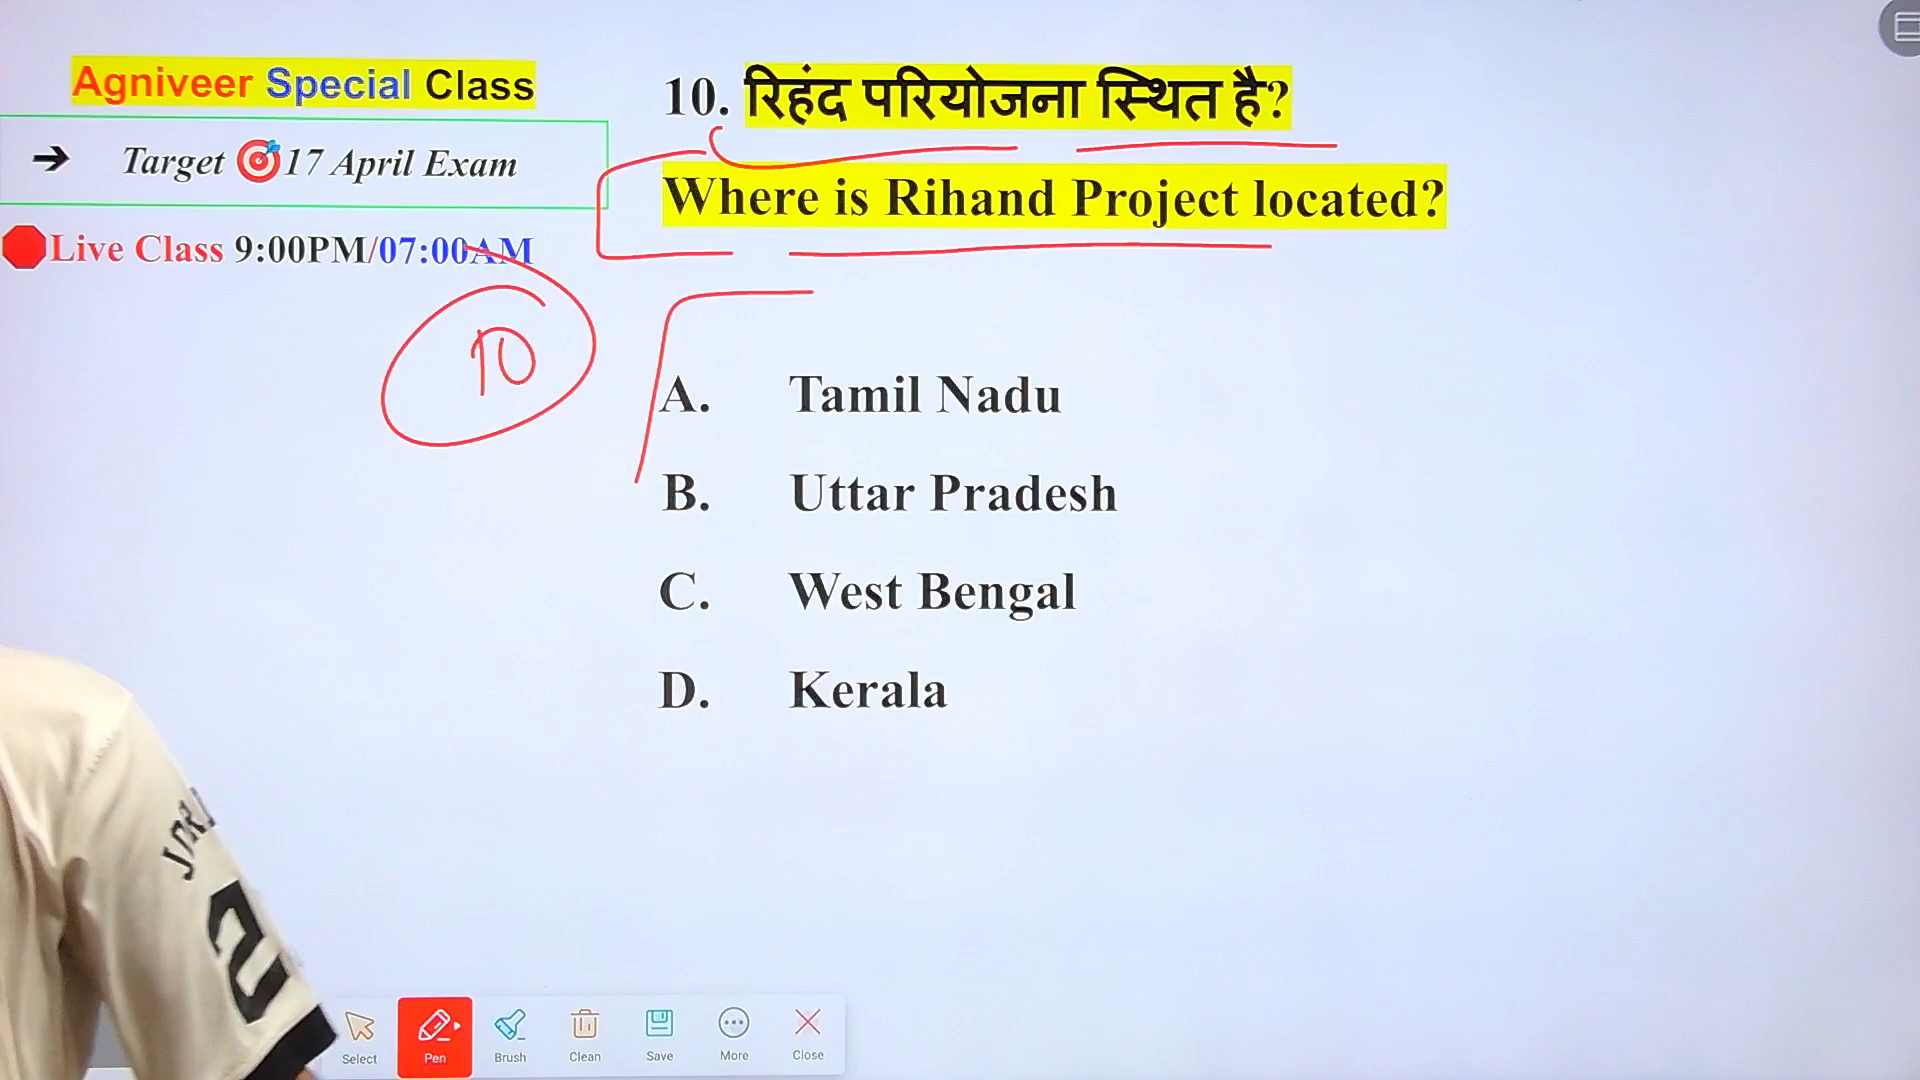 Agniveer Special Class
➔ Target 🎯17 April Exam
🛑Live Class 9:00PM/07:00AM
10
10. रिहंद परियोजना स्थित है?
Where is Rihand Project located?
A. Tamil Nadu
B. Uttar Pradesh
C. West Bengal
D. Kerala
2
Select Pen Brush Clean Save More Close